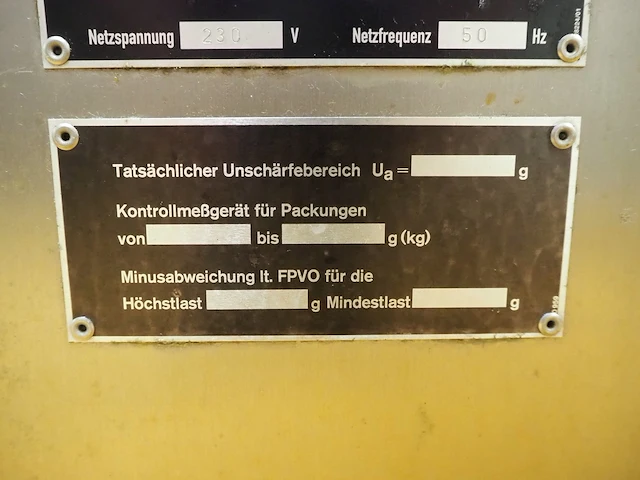 Netzspannung 230 V Netzfrequenz 50 Hz
Tatsächlicher Unschärfebereich Ua = g
Kontrollmeßgerät für Packungen
von bis g (kg)
Minusabweichung lt. FPVO für die
Höchstlast g Mindestlast g